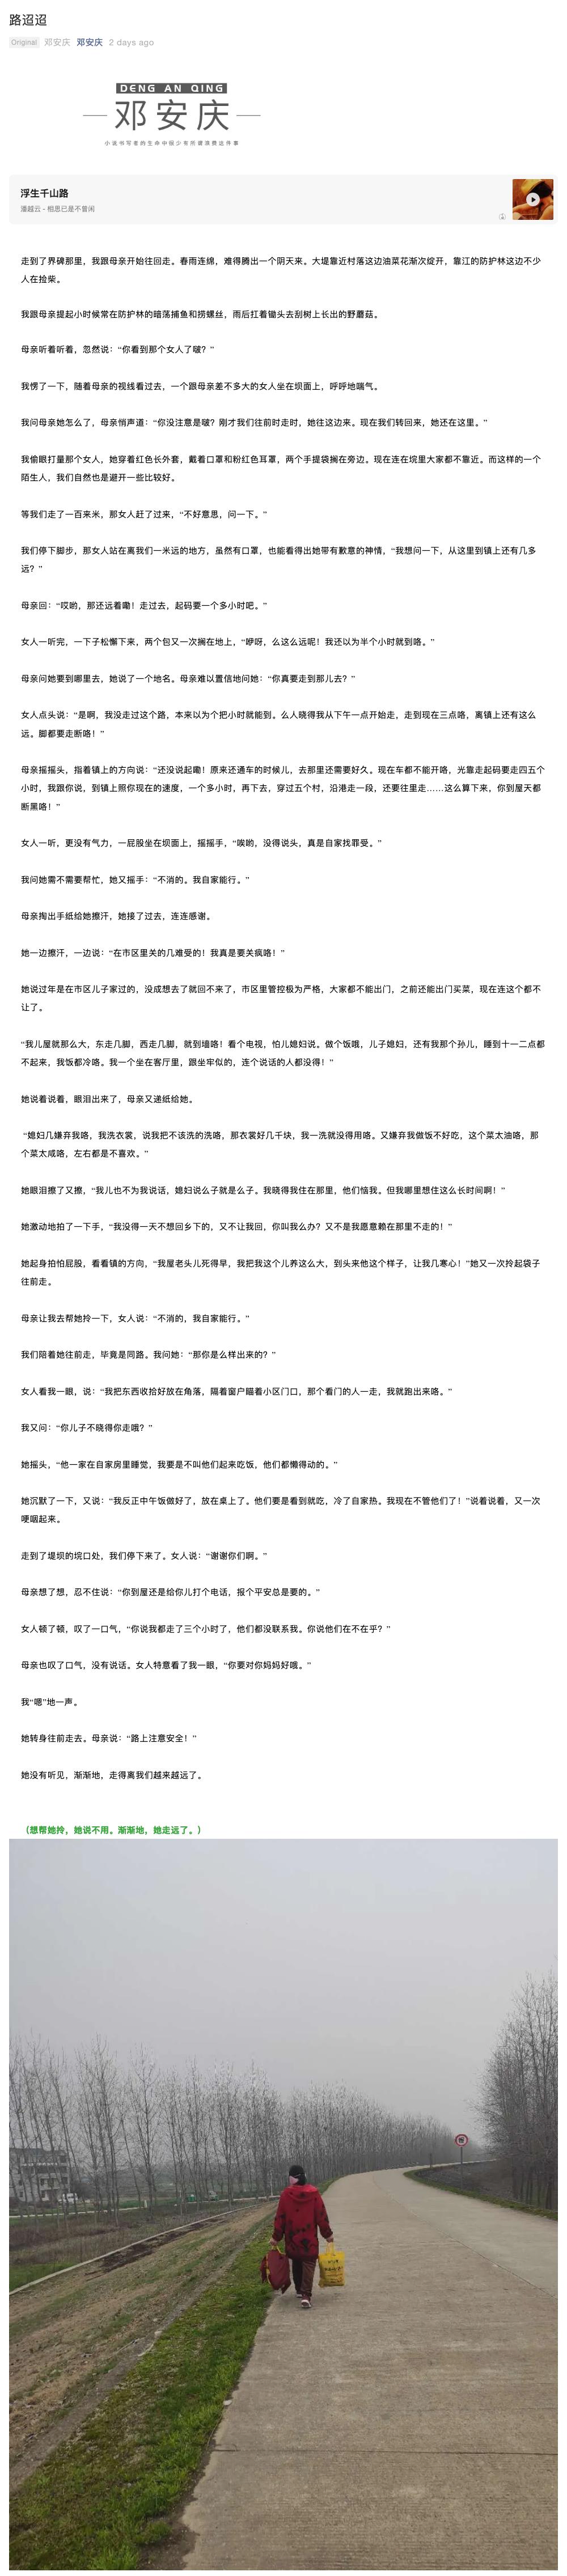 路迢迢
Original 邓安庆 邓安庆 2 days ago
DENG AN QING
邓安庆
小说书写者的生命中很少有所谓浪费这件事
浮生千山路
潘越云 - 相思已是不曾闲
走到了界碑那里，我跟母亲开始往回走。春雨连绵，难得腾出一个阴天来。大堤靠近村落这边油菜花渐次绽开，靠江的防护林这边不少
人在捡柴。
我跟母亲提起小时候常在防护林的暗荡捕鱼和捞螺丝，雨后扛着锄头去刮树上长出的野蘑菇。
母亲听着听着，忽然说：“你看到那个女人了啵？”
我愣了一下，随着母亲的视线看过去，一个跟母亲差不多大的女人坐在坝面上，呼呼地喘气。
我问母亲她怎么了，母亲悄声道：“你没注意是啵？刚才我们往前时走时，她往这边来。现在我们转回来，她还在这里。”
我偷眼打量那个女人，她穿着红色长外套，戴着口罩和粉红色耳罩，两个手提袋搁在旁边。现在连在垸里大家都不靠近。而这样的一个
陌生人，我们自然也是避开一些比较好。
等我们走了一百来米，那女人赶了过来，“不好意思，问一下。”
我们停下脚步，那女人站在离我们一米远的地方，虽然有口罩，也能看得出她带有歉意的神情，“我想问一下，从这里到镇上还有几多
远？”
母亲回：“哎哟，那还远着嘞！走过去，起码要一个多小时吧。”
女人一听完，一下子松懈下来，两个包又一次搁在地上，“咿呀，么这么远呢！我还以为半个小时就到咯。”
母亲问她要到哪里去，她说了一个地名。母亲难以置信地问她：“你真要走到那儿去？”
女人点头说：“是啊，我没走过这个路，本来以为个把小时就能到。么人晓得我从下午一点开始走，走到现在三点咯，离镇上还有这么
远。脚都要走断咯！”
母亲摇摇头，指着镇上的方向说：“还没说起嘞！原来还通车的时候儿，去那里还需要好久。现在车都不能开咯，光靠走起码要走四五个
小时，我跟你说，到镇上照你现在的速度，一个多小时，再下去，穿过五个村，沿港走一段，还要往里走……这么算下来，你到屋天都
断黑咯！”
女人一听，更没有气力，一屁股坐在坝面上，摇摇手，“唉哟，没得说头，真是自家找罪受。”
我问她需不需要帮忙，她又摇手：“不消的。我自家能行。”
母亲掏出手纸给她擦汗，她接了过去，连连感谢。
她一边擦汗，一边说：“在市区里关的几难受的！我真是要关疯咯！”
她说过年是在市区儿子家过的，没成想去了就回不来了，市区里管控极为严格，大家都不能出门，之前还能出门买菜，现在连这个都不
让了。
“我儿屋就那么大，东走几脚，西走几脚，就到墙咯！看个电视，怕儿媳妇说。做个饭哦，儿子媳妇，还有我那个孙儿，睡到十一二点都
不起来，我饭都冷咯。我一个坐在客厅里，跟坐牢似的，连个说话的人都没得！”
她说着说着，眼泪出来了，母亲又递纸给她。
“媳妇几嫌弃我咯，我洗衣裳，说我把不该洗的洗咯，那衣裳好几千块，我一洗就没得用咯。又嫌弃我做饭不好吃，这个菜太油咯，那
个菜太咸咯，左右都是不喜欢。”
她眼泪擦了又擦，“我儿也不为我说话，媳妇说么子就是么子。我晓得我住在那里，他们恼我。但我哪里想住这么长时间啊！”
她激动地拍了一下手，“我没得一天不想回乡下的，又不让我回，你叫我么办？又不是我愿意赖在那里不走的！”
她起身拍怕屁股，看看镇的方向，“我屋老头儿死得早，我把我这个儿养这么大，到头来他这个样子，让我几寒心！”她又一次拎起袋子
往前走。
母亲让我去帮她拎一下，女人说：“不消的，我自家能行。”
我们陪着她往前走，毕竟是同路。我问她：“那你是么样出来的？”
女人看我一眼，说：“我把东西收拾好放在角落，隔着窗户瞄着小区门口，那个看门的人一走，我就跑出来咯。”
我又问：“你儿子不晓得你走哦？”
她摇头，“他一家在自家房里睡觉，我要是不叫他们起来吃饭，他们都懒得动的。”
她沉默了一下，又说：“我反正中午饭做好了，放在桌上了。他们要是看到就吃，冷了自家热。我现在不管他们了！”说着说着，又一次
哽咽起来。
走到了堤坝的垸口处，我们停下来了。女人说：“谢谢你们啊。”
母亲想了想，忍不住说：“你到屋还是给你儿打个电话，报个平安总是要的。”
女人顿了顿，叹了一口气，“你说我都走了三个小时了，他们都没联系我。你说他们在不在乎？”
母亲也叹了口气，没有说话。女人特意看了我一眼，“你要对你妈妈好哦。”
我“嗯”地一声。
她转身往前走去。母亲说：“路上注意安全！”
她没有听见，渐渐地，走得离我们越来越远了。
（想帮她拎，她说不用。渐渐地，她走远了。）